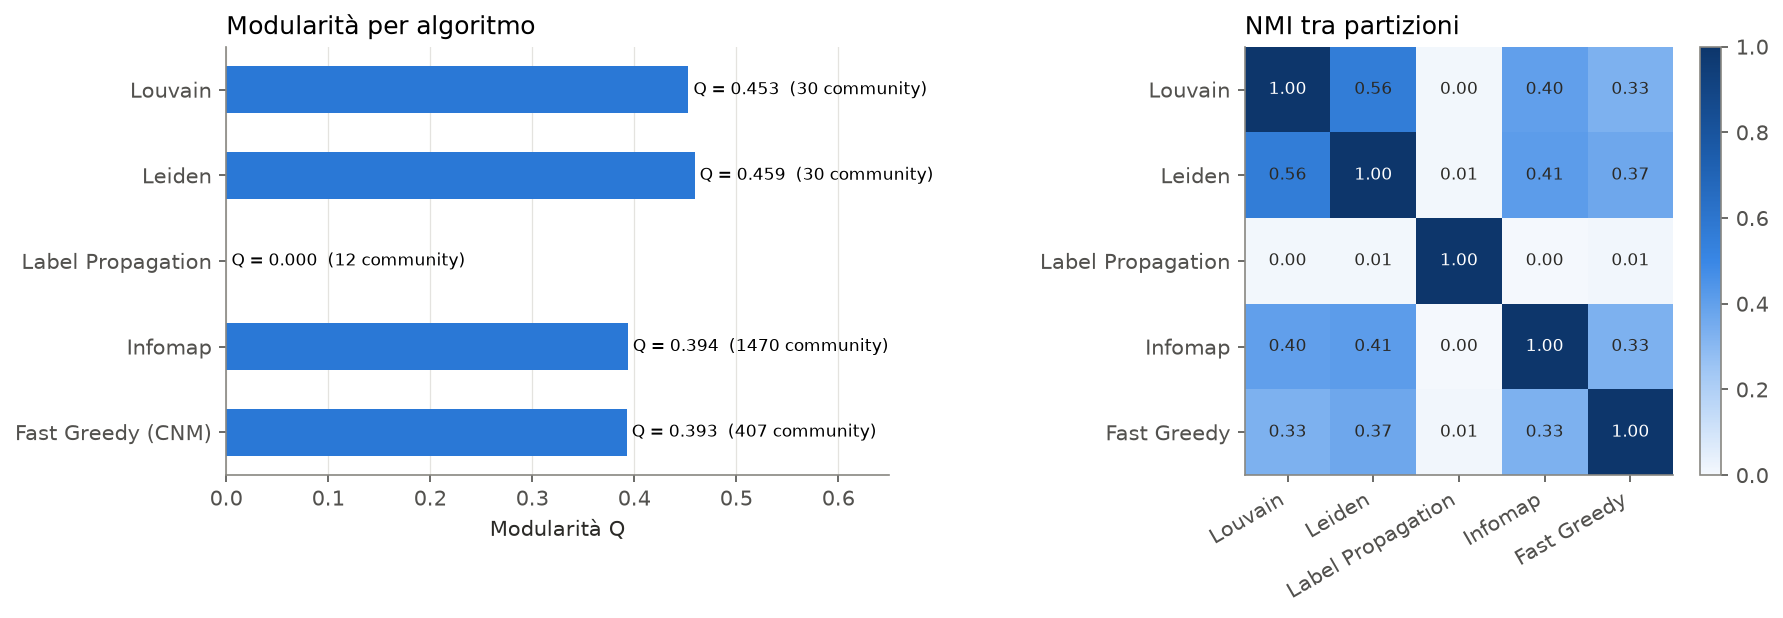 Modularità per algoritmo
Louvain
Q = 0.453 (30 community)
Leiden
Q = 0.459 (30 community)
Label Propagation
Q = 0.000 (12 community)
Infomap
Q = 0.394 (1470 community)
Fast Greedy (CNM)
Q = 0.393 (407 community)
0.0 0.1 0.2 0.3 0.4 0.5 0.6
Modularità Q
NMI tra partizioni
Louvain 1.00 0.56 0.00 0.40 0.33
Leiden 0.56 1.00 0.01 0.41 0.37
Label Propagation 0.00 0.01 1.00 0.00 0.01
Infomap 0.40 0.41 0.00 1.00 0.33
Fast Greedy 0.33 0.37 0.01 0.33 1.00
Louvain
Leiden
Label Propagation
Infomap
Fast Greedy
1.0
0.8
0.6
0.4
0.2
0.0